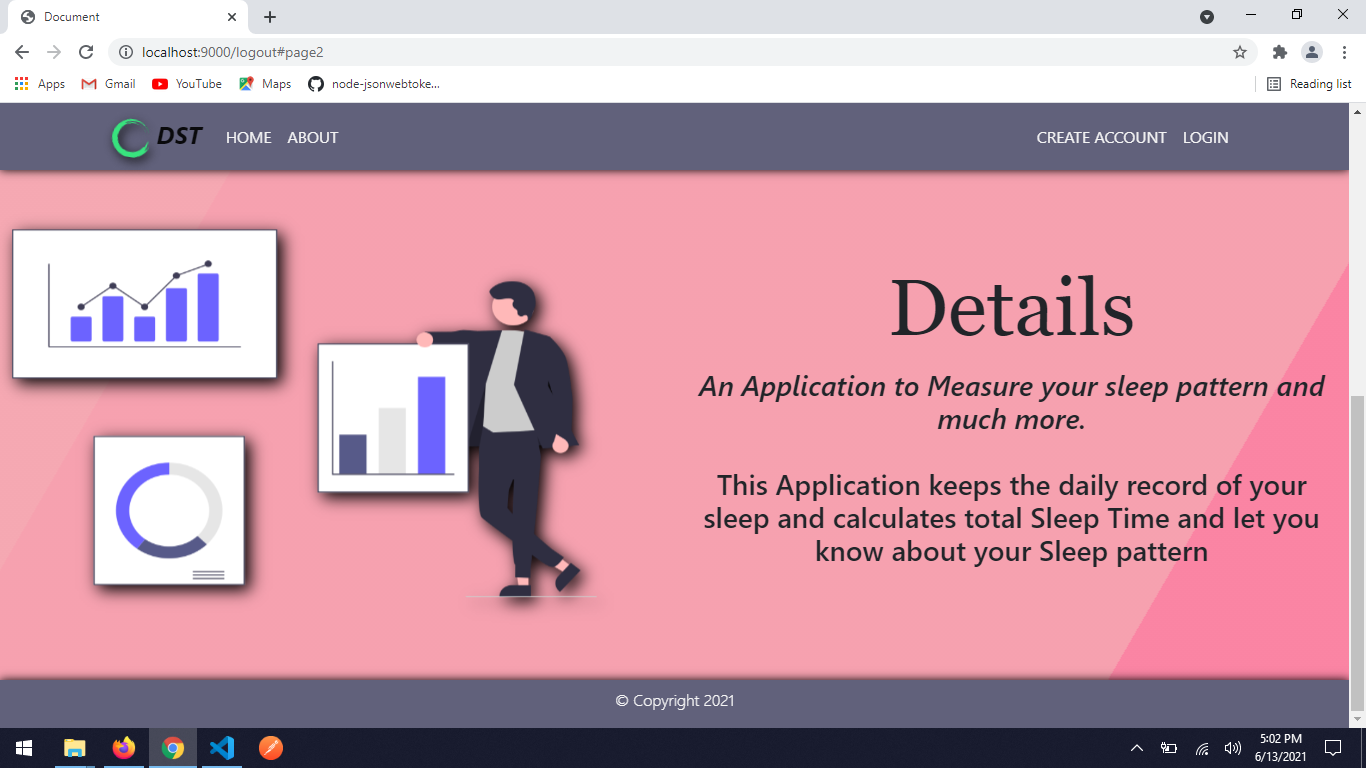 Document
localhost:9000/logout#page2
Apps
Gmail
YouTube
Maps
node-jsonwebtoke...
Reading list
DST
HOME
ABOUT
CREATE ACCOUNT
LOGIN
Details
An Application to Measure your sleep pattern and
much more.
This Application keeps the daily record of your
sleep and calculates total Sleep Time and let you
know about your Sleep pattern
© Copyright 2021
5:02 PM
6/13/2021